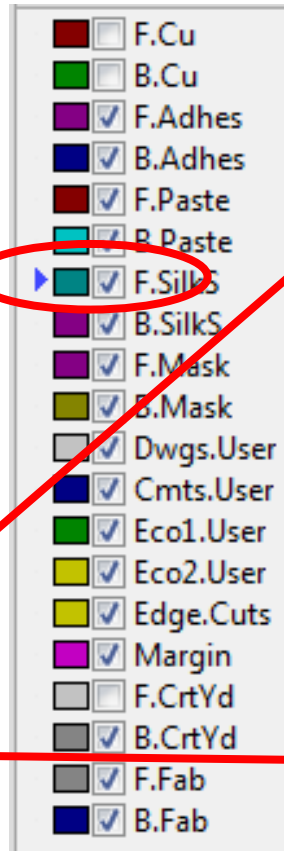 F.Cu
B.Cu
F.Adhes
B.Adhes
F.Paste
B.Paste
F.SilkS
B.SilkS
F.Mask
B.Mask
Dwgs.User
Cmts.User
Eco1.User
Eco2.User
Edge.Cuts
Margin
F.CrtYd
B.CrtYd
F.Fab
B.Fab